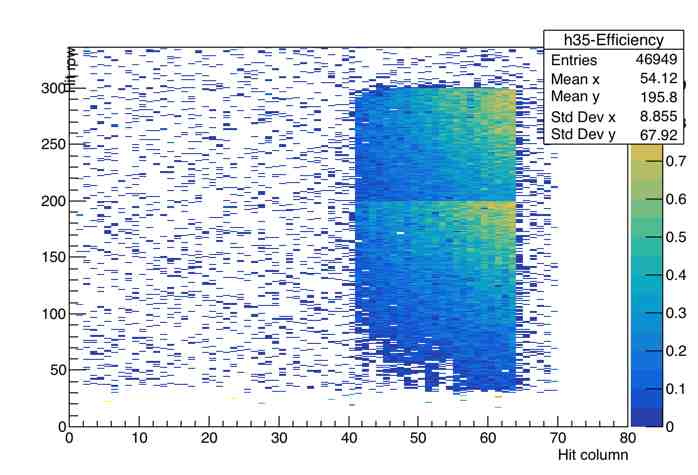 h35-Efficiency
Entries 46949
Mean x 54.12
Mean y 195.8
Std Dev x 8.855
Std Dev y 67.92
Hit row
300
250
200
150
100
50
0
0 10 20 30 40 50 60 70 80
Hit column
0.7
0.6
0.5
0.4
0.3
0.2
0.1
0